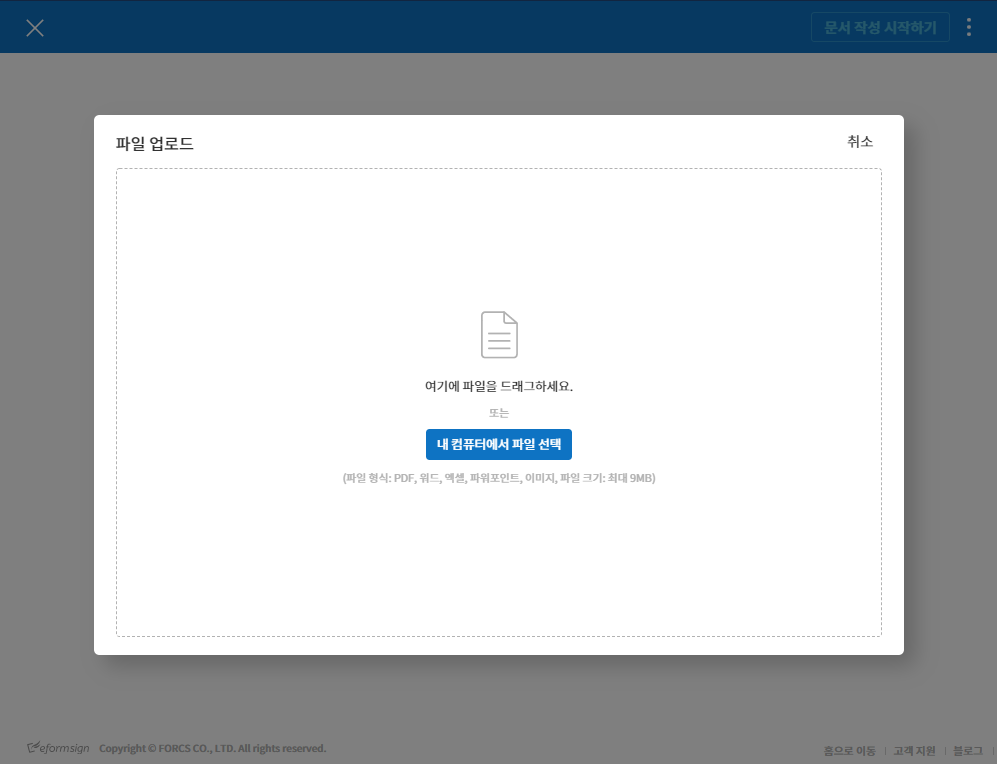 문서 작성 시작하기
파일 업로드
취소
여기에 파일을 드래그하세요.
또는
내 컴퓨터에서 파일 선택
(파일 형식: PDF, 워드, 엑셀, 파워포인트, 이미지, 파일 크기: 최대 9MB)
eformsign Copyright © FORCS CO., LTD. All rights reserved.
홈으로 이동 | 고객 지원 | 블로그 |